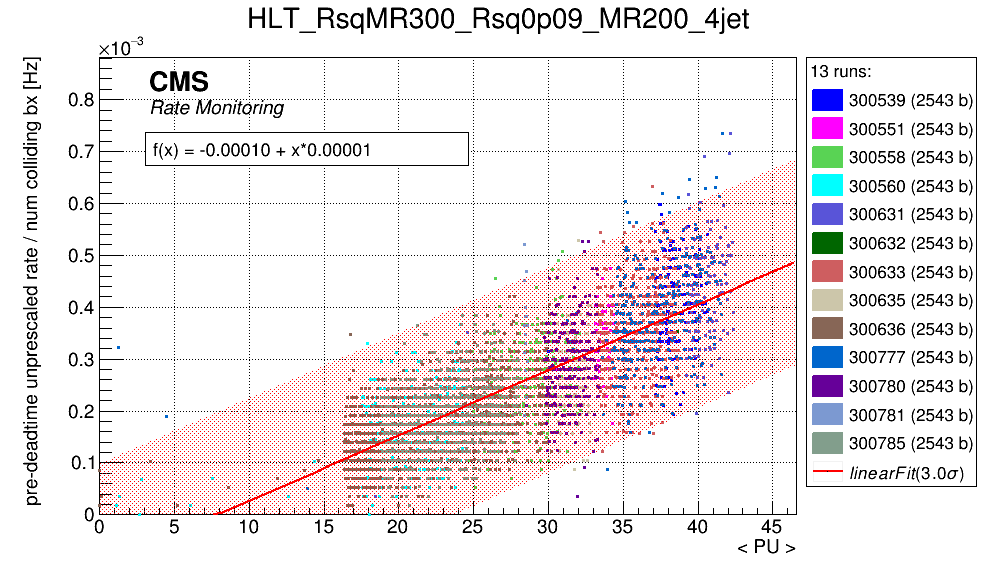 HLT_RsqMR300_Rsq0p09_MR200_4jet
×10⁻³
pre-deadtime unprescaled rate / num colliding bx [Hz]
CMS
Rate Monitoring
f(x) = -0.00010 + x*0.00001
0.8
0.7
0.6
0.5
0.4
0.3
0.2
0.1
0
0 5 10 15 20 25 30 35 40 45
< PU >
13 runs:
300539 (2543 b)
300551 (2543 b)
300558 (2543 b)
300560 (2543 b)
300631 (2543 b)
300632 (2543 b)
300633 (2543 b)
300635 (2543 b)
300636 (2543 b)
300777 (2543 b)
300780 (2543 b)
300781 (2543 b)
300785 (2543 b)
linearFit(3.0σ)